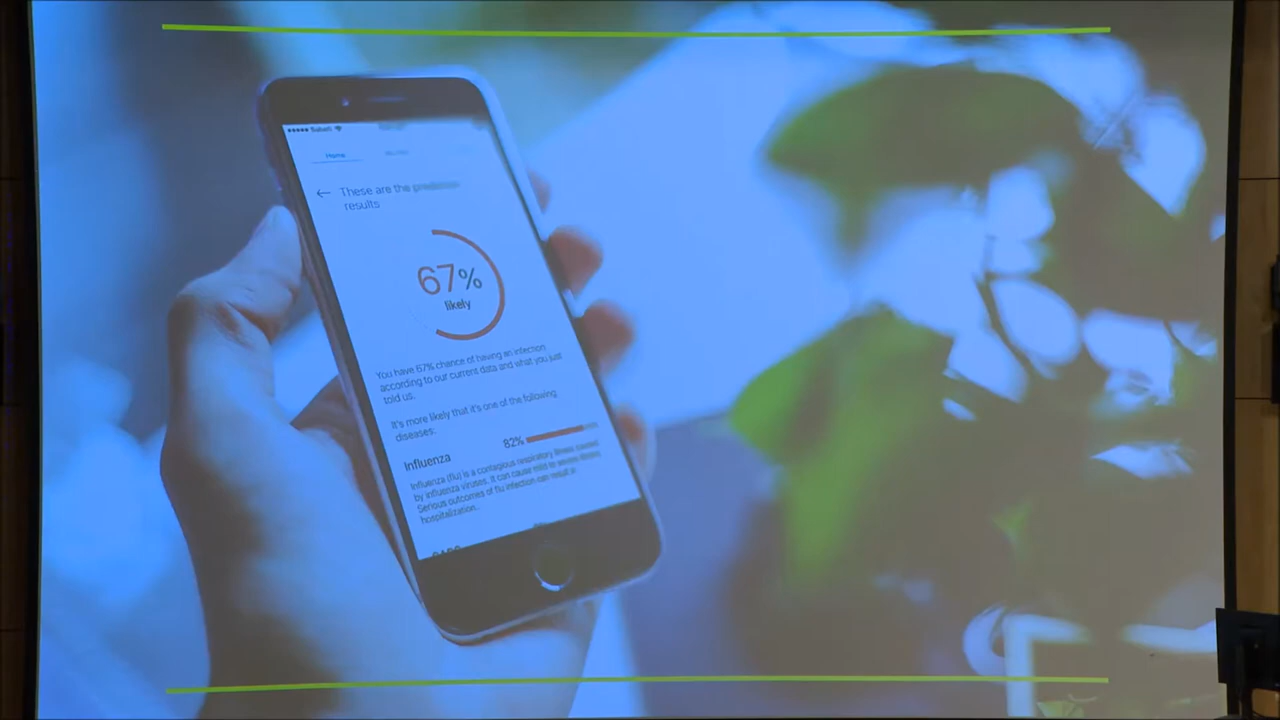 Home
← These are the prediction
results
67%
likely
You have 67% chance of having an infection
according to our current data and what you just
told us.
It's more likely that it's one of the following
diseases:
Influenza 82%
Influenza (flu) is a contagious respiratory illness caused
by influenza viruses. It can cause mild to severe illness.
Serious outcomes of flu infection can result in
hospitalization..